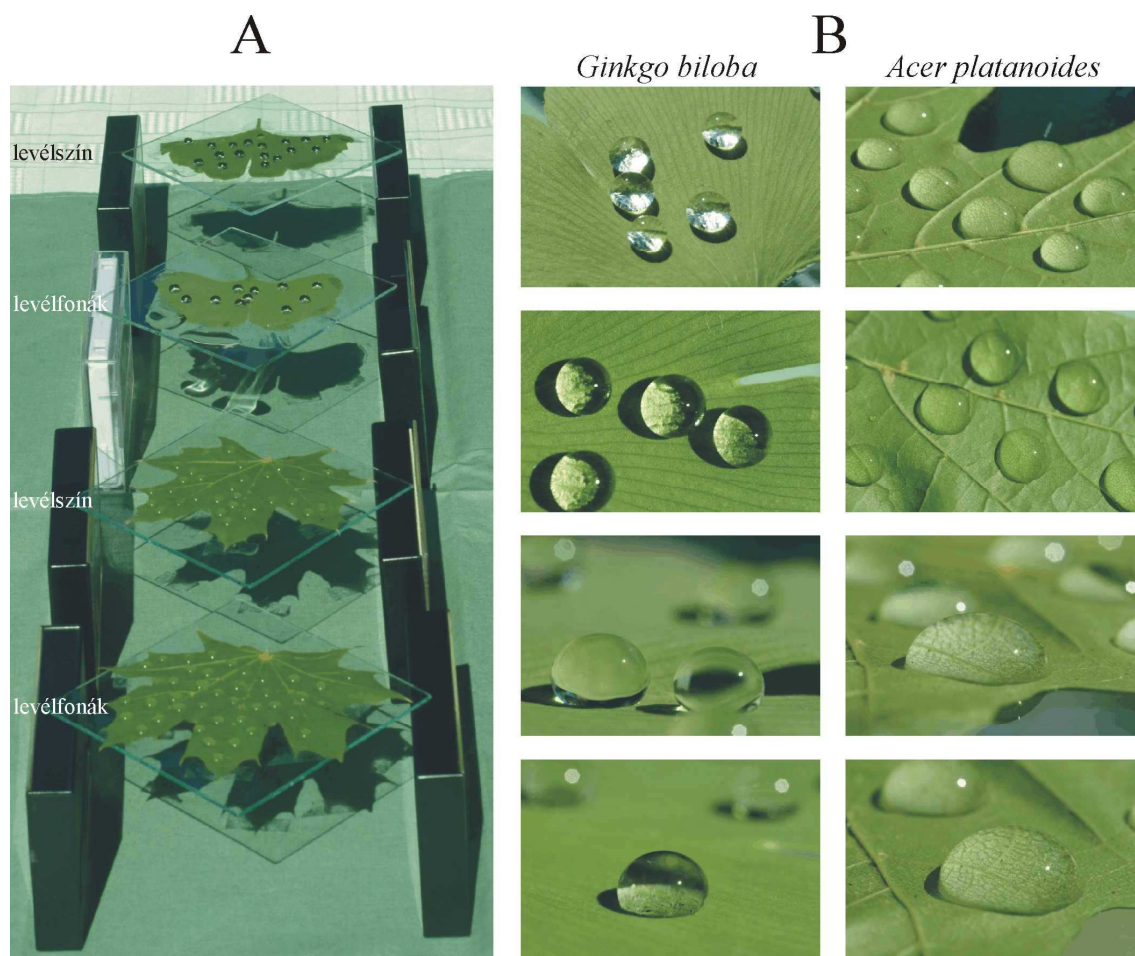 A
B
Ginkgo biloba
Acer platanoides
levélszín
levélfonák
levélszín
levélfonák